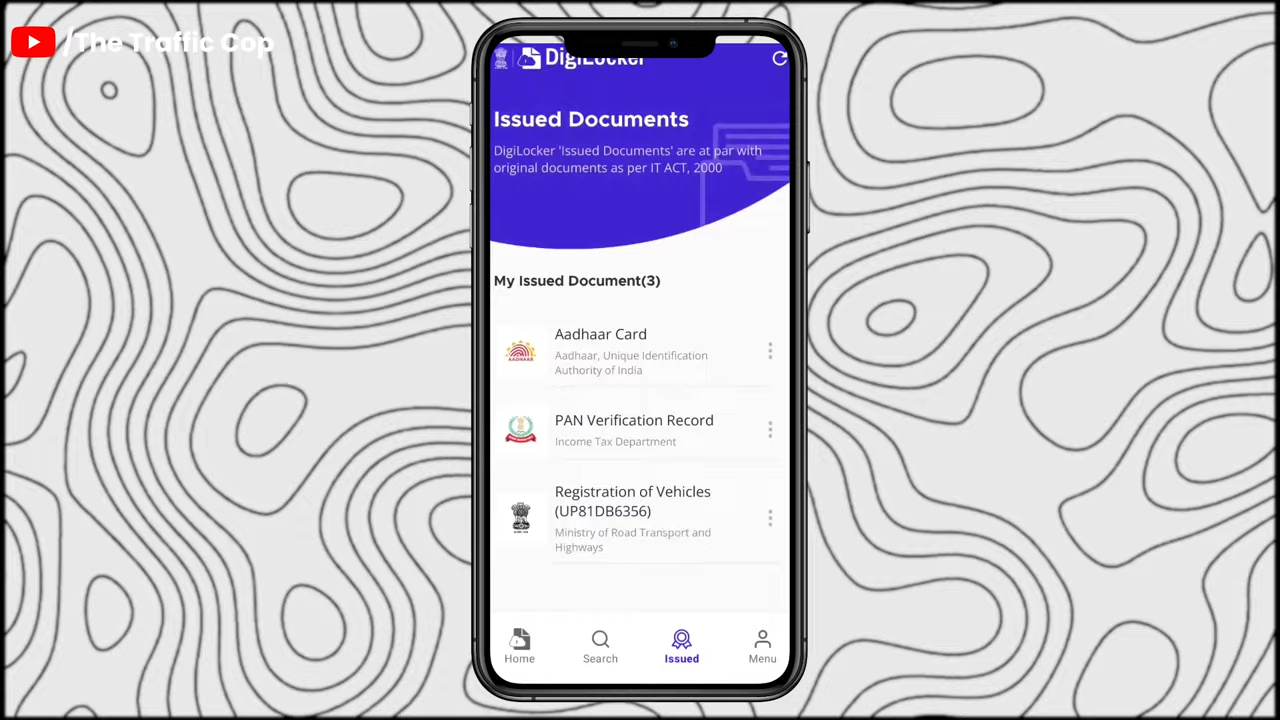 /The Traffic Cop
DigiLocker
Issued Documents
DigiLocker 'Issued Documents' are at par with
original documents as per IT ACT, 2000
My Issued Document(3)
Aadhaar Card
Aadhaar, Unique Identification
Authority of India
AADHAAR
PAN Verification Record
Income Tax Department
Registration of Vehicles
(UP81DB6356)
Ministry of Road Transport and
Highways
Home
Search
Issued
Menu